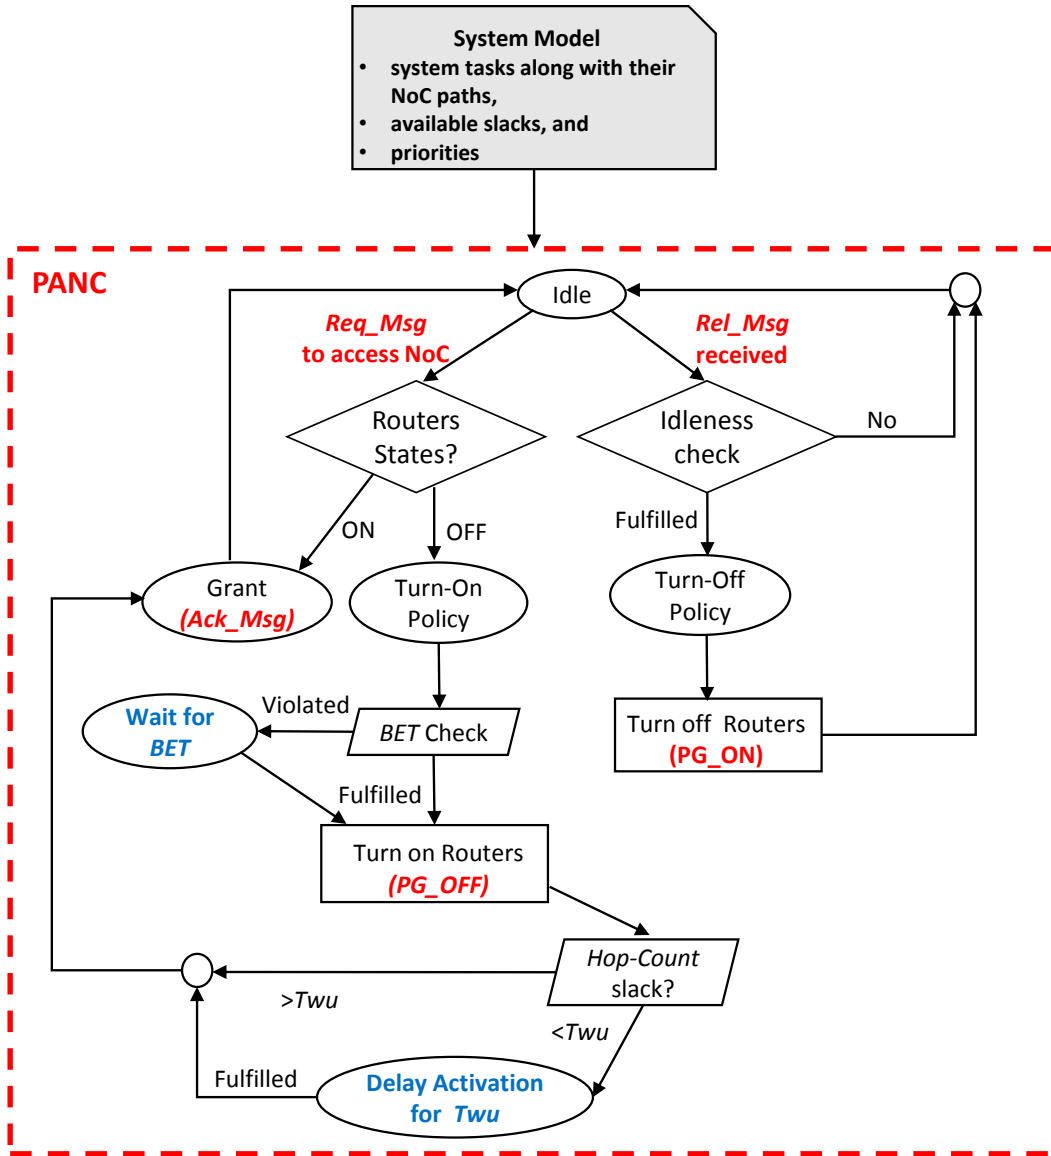 System Model
• system tasks along with their
NoC paths,
• available slacks, and
• priorities
PANC
Idle
Req_Msg
to access NoC
Rel_Msg
received
Routers
States?
Idleness
check
No
ON
OFF
Fulfilled
Grant
(Ack_Msg)
Turn-On
Policy
Turn-Off
Policy
Violated
Wait for
BET
BET Check
Turn off Routers
(PG_ON)
Fulfilled
Turn on Routers
(PG_OFF)
Hop-Count
slack?
>Twu
<Twu
Fulfilled
Delay Activation
for Twu